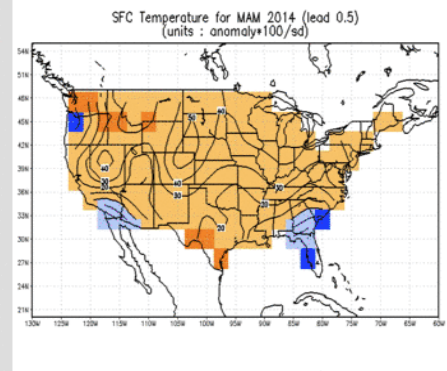 SFC Temperature for MAM 2014 (lead 0.5)
(units : anomaly*100/sd)
54N
51N
48N
45N
42N
39N
36N
33N
30N
27N
24N
21N
50
60
40
30
40
30
30
20
20
130W 125W 120W 115W 110W 105W 100W 95W 90W 85W 80W 75W 70W 65W 60W